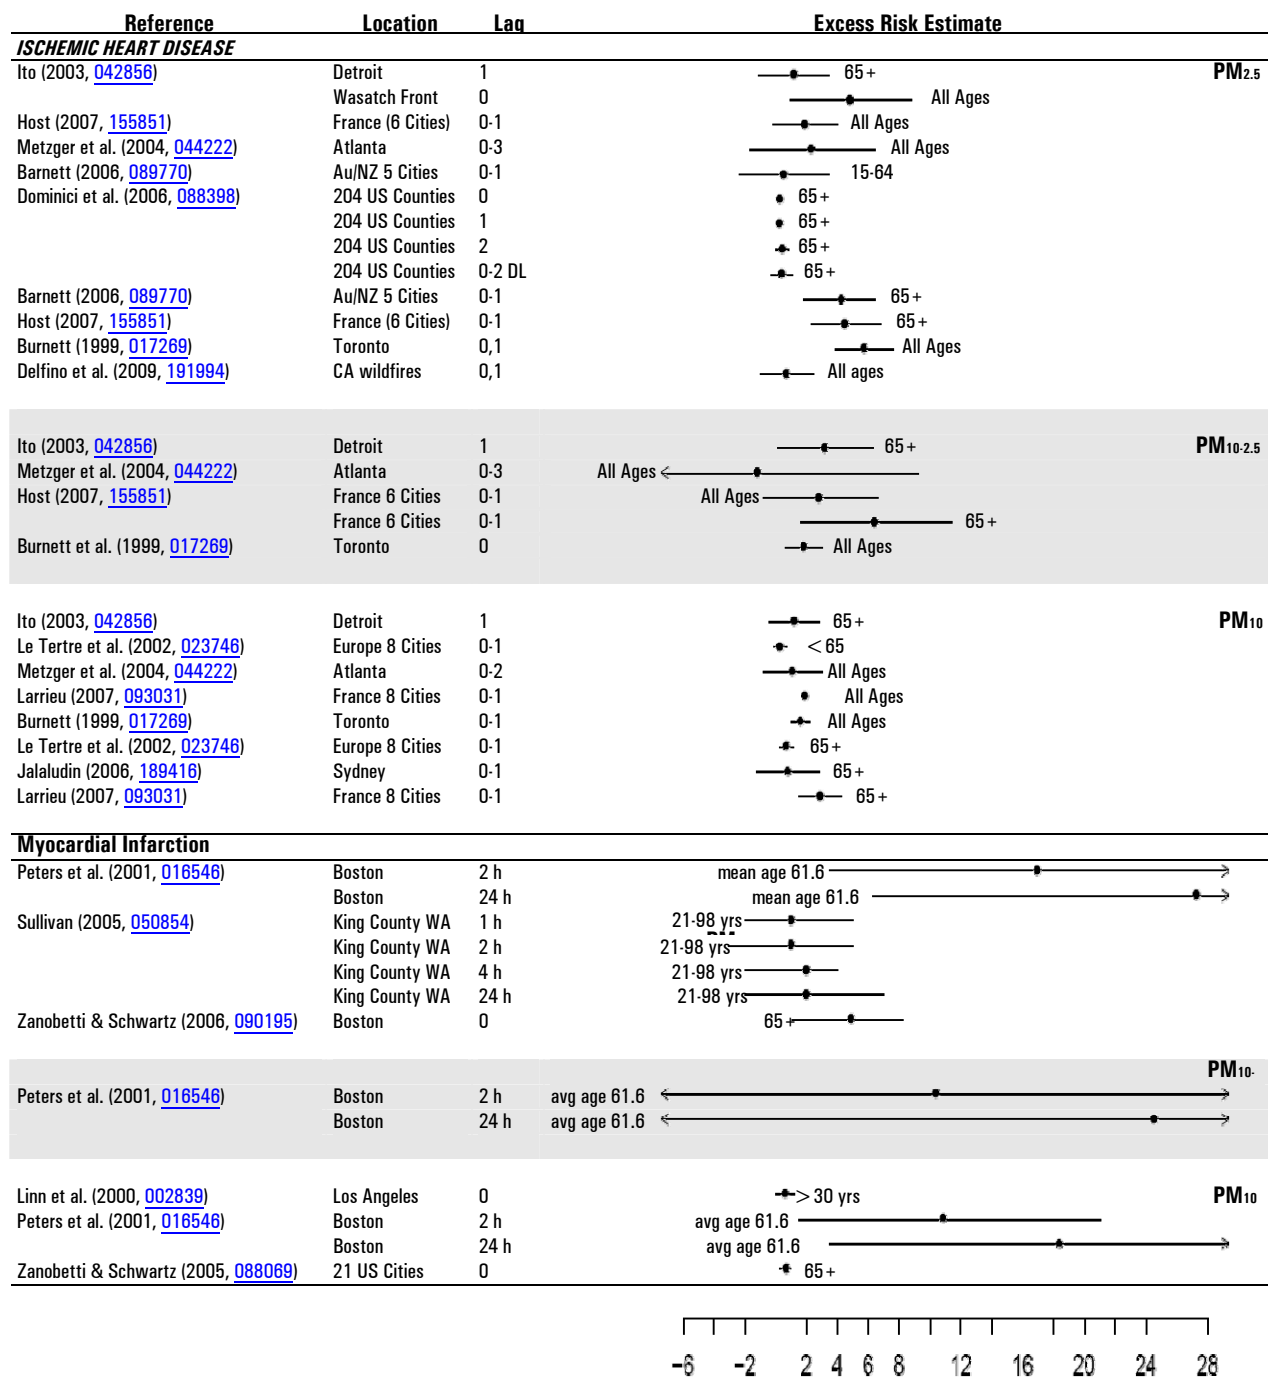 Reference Location Lag Excess Risk Estimate
ISCHEMIC HEART DISEASE
Ito (2003, 042856) Detroit 1 65+ PM2.5
Wasatch Front 0 All Ages
Host (2007, 155851) France (6 Cities) 0-1 All Ages
Metzger et al. (2004, 044222) Atlanta 0-3 All Ages
Barnett (2006, 089770) Au/NZ 5 Cities 0-1 15-64
Dominici et al. (2006, 088398) 204 US Counties 0 65+
204 US Counties 1 65+
204 US Counties 2 65+
204 US Counties 0-2 DL 65+
Barnett (2006, 089770) Au/NZ 5 Cities 0-1 65+
Host (2007, 155851) France (6 Cities) 0-1 65+
Burnett (1999, 017269) Toronto 0,1 All Ages
Delfino et al. (2009, 191994) CA wildfires 0,1 All ages
Ito (2003, 042856) Detroit 1 65+ PM10-2.5
Metzger et al. (2004, 044222) Atlanta 0-3 All Ages
Host (2007, 155851) France 6 Cities 0-1 All Ages
France 6 Cities 0-1 65+
Burnett et al. (1999, 017269) Toronto 0 All Ages
Ito (2003, 042856) Detroit 1 65+ PM10
Le Tertre et al. (2002, 023746) Europe 8 Cities 0-1 <65
Metzger et al. (2004, 044222) Atlanta 0-2 All Ages
Larrieu (2007, 093031) France 8 Cities 0-1 All Ages
Burnett (1999, 017269) Toronto 0-1 All Ages
Le Tertre et al. (2002, 023746) Europe 8 Cities 0-1 65+
Jalaludin (2006, 189416) Sydney 0-1 65+
Larrieu (2007, 093031) France 8 Cities 0-1 65+
Myocardial Infarction
Peters et al. (2001, 016546) Boston 2 h mean age 61.6
Boston 24 h mean age 61.6
Sullivan (2005, 050854) King County WA 1 h 21-98 yrs
King County WA 2 h 21-98 yrs
King County WA 4 h 21-98 yrs
King County WA 24 h 21-98 yrs
Zanobetti & Schwartz (2006, 090195) Boston 0 65+
PM10-
Peters et al. (2001, 016546) Boston 2 h avg age 61.6
Boston 24 h avg age 61.6
Linn et al. (2000, 002839) Los Angeles 0 >30 yrs PM10
Peters et al. (2001, 016546) Boston 2 h avg age 61.6
Boston 24 h avg age 61.6
Zanobetti & Schwartz (2005, 088069) 21 US Cities 0 65+
-6 -2 2 4 6 8 12 16 20 24 28